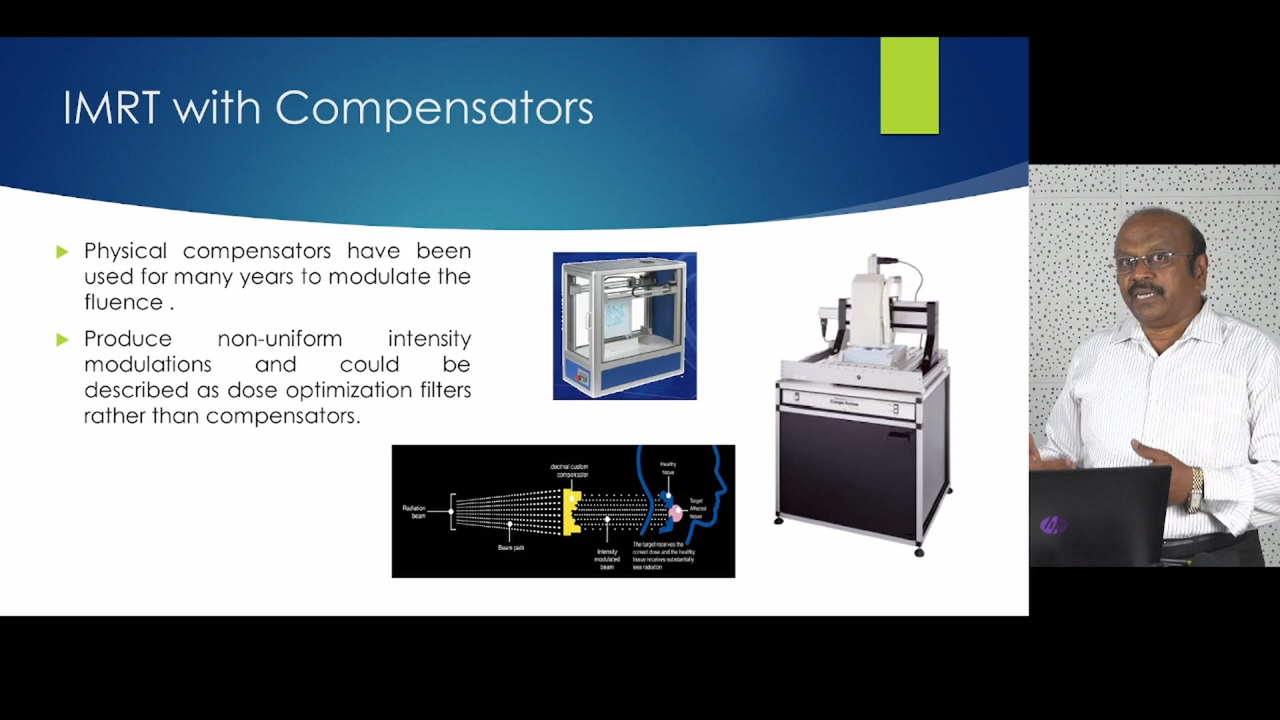 IMRT with Compensators
Physical compensators have been
used for many years to modulate the
fluence .
Produce non-uniform intensity
modulations and could be
described as dose optimization filters
rather than compensators.
.decimal custom
compensator
Healthy
tissue
Radiation
beam
Target:
Affected
tissue
Beam path
Intensity
modulated
beam
The target receives the
correct dose and the healthy
tissue receives substantially
less radiation